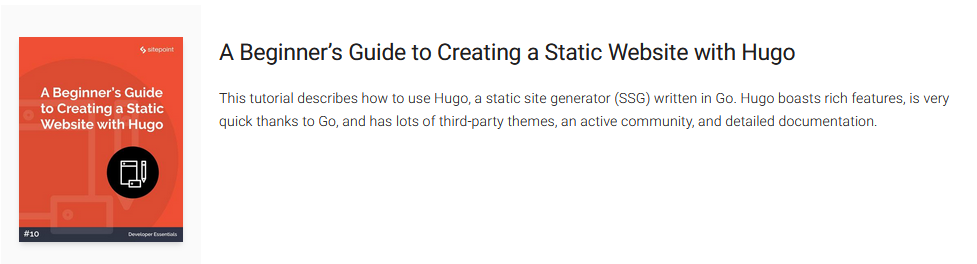 sitepoint
A Beginner's Guide
to Creating a Static
Website with Hugo
#10
Developer Essentials
A Beginner’s Guide to Creating a Static Website with Hugo
This tutorial describes how to use Hugo, a static site generator (SSG) written in Go. Hugo boasts rich features, is very
quick thanks to Go, and has lots of third-party themes, an active community, and detailed documentation.